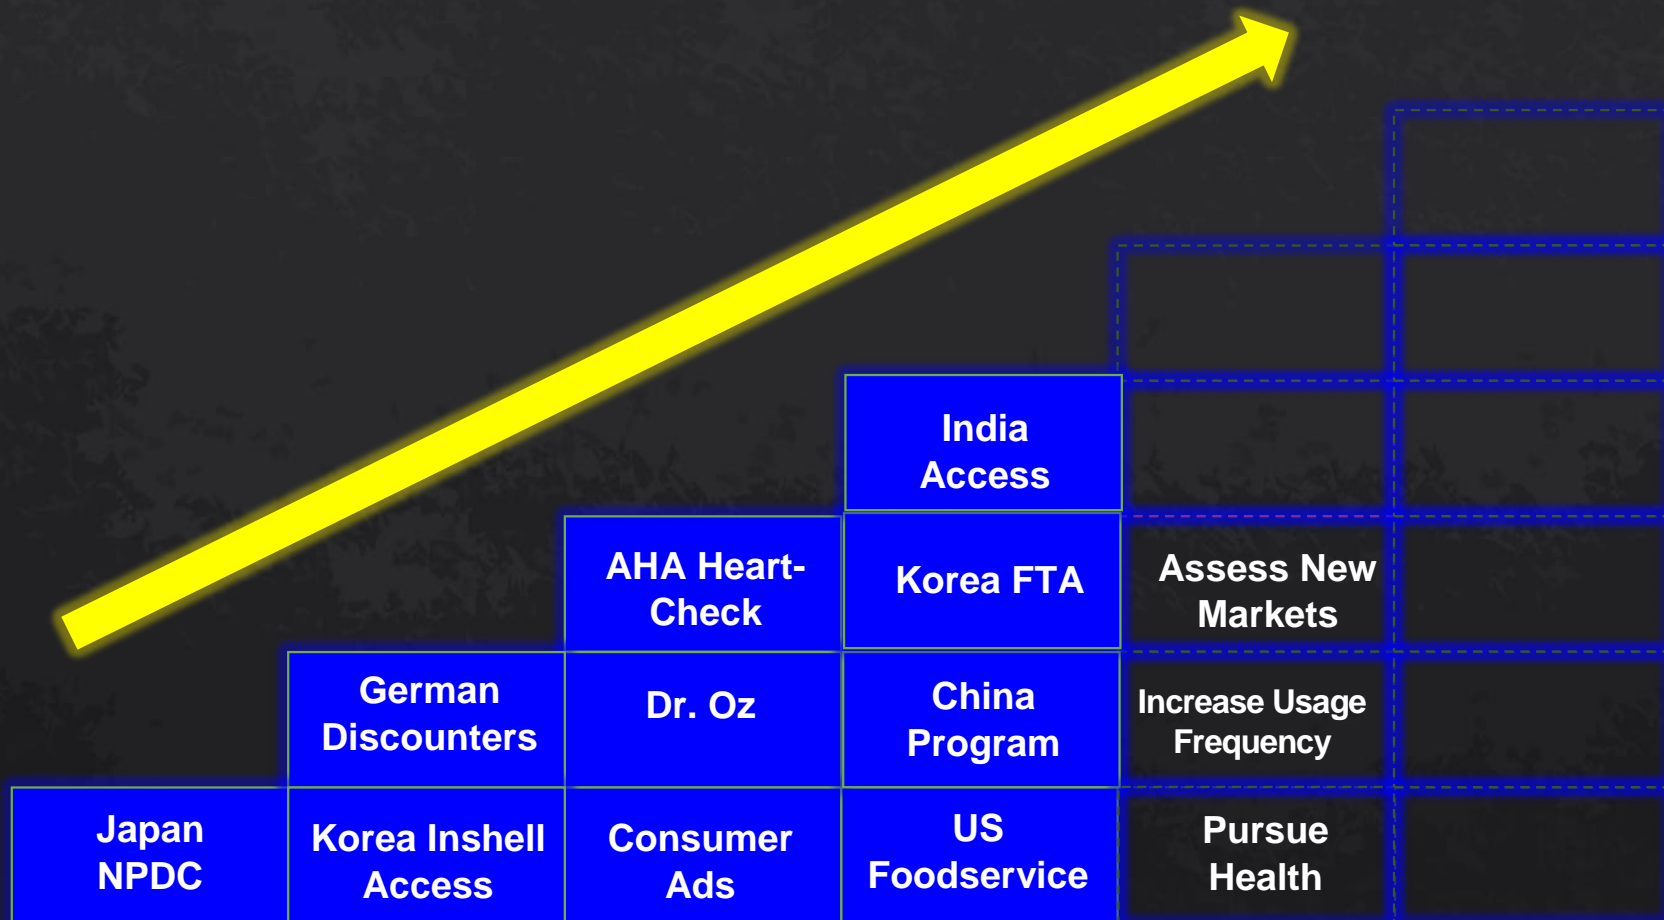 India
Access
AHA Heart-
Check
Korea FTA
Assess New
Markets
German
Discounters
Dr. Oz
China
Program
Increase Usage
Frequency
Japan
NPDC
Korea Inshell
Access
Consumer
Ads
US
Foodservice
Pursue
Health